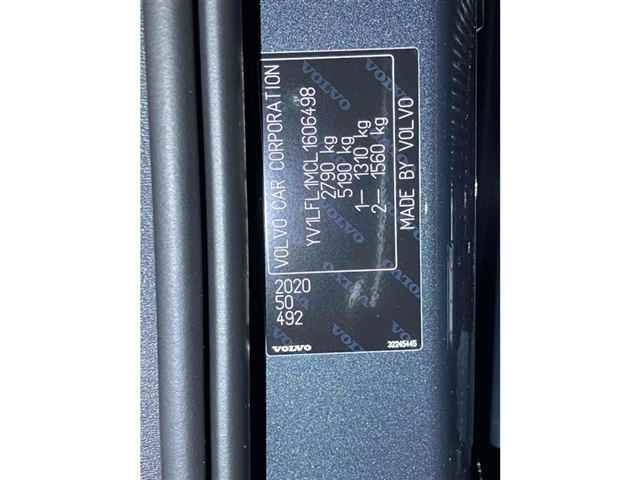 VOLVO CAR CORPORATION
YV1LFL1MCL1606498
2790 kg
5190 kg
1– 1310 kg
2– 1560 kg
MADE BY VOLVO
2020
50
492
VOLVO
32245445